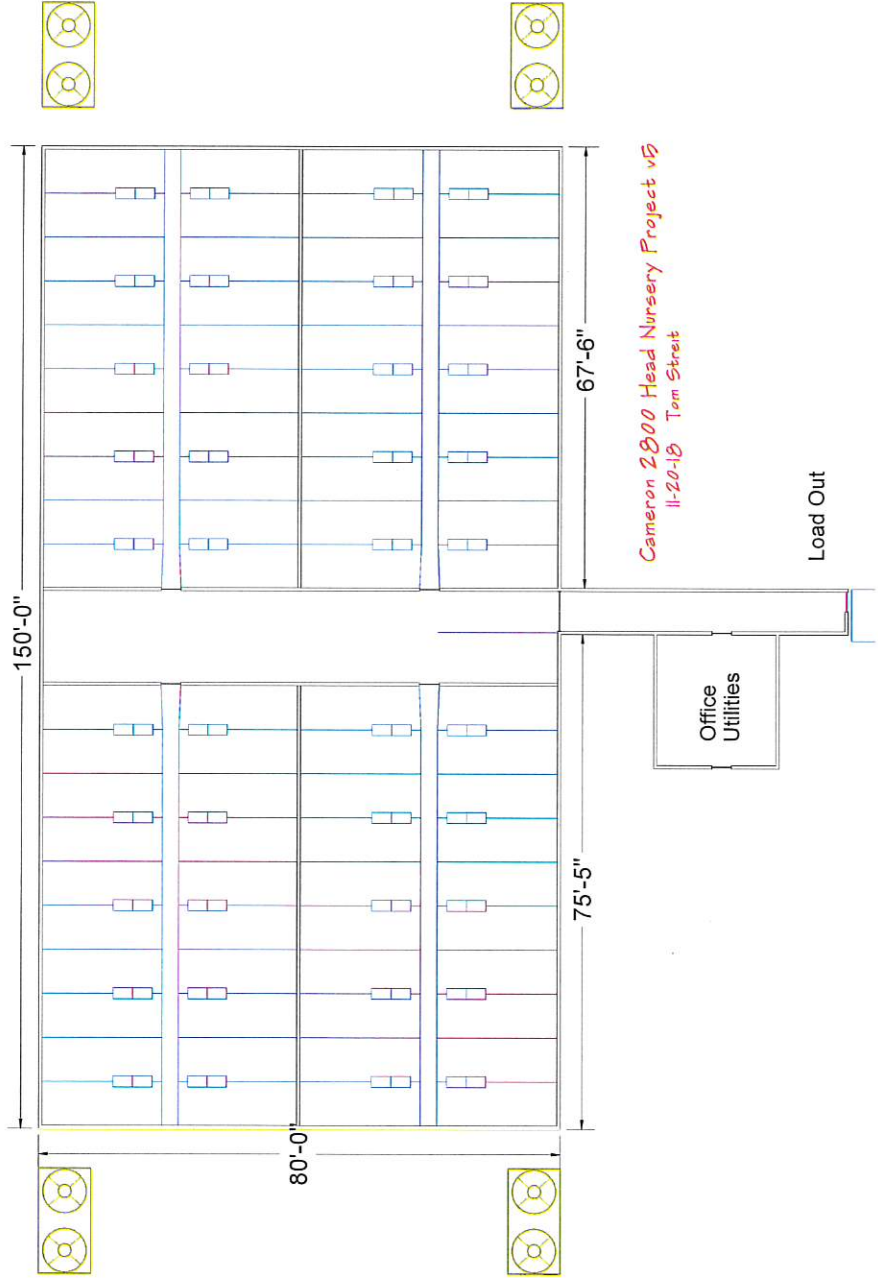 150'-0"
80'-0"
67'-6"
75'-5"
Cameron 2800 Head Nursery Project v5
11-20-18 Tom Streit
Office
Utilities
Load Out